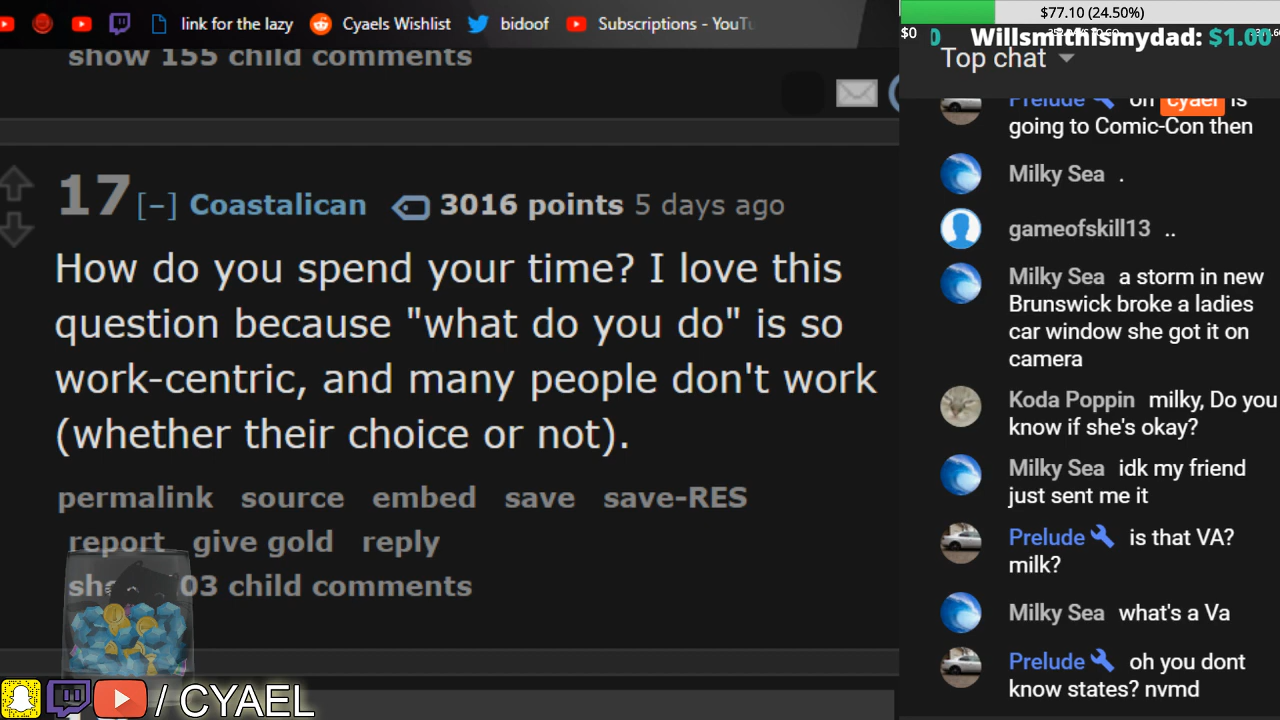 link for the lazy Cyaels Wishlist bidoof Subscriptions - YouTu
show 155 child comments
17 [–] Coastalican 3016 points 5 days ago
How do you spend your time? I love this
question because "what do you do" is so
work-centric, and many people don't work
(whether their choice or not).
permalink source embed save save-RES
report give gold reply
03 child comments
/ CYAEL
$77.10 (24.50%)
$0
Willsmithismydad: $1.00
Top chat
Prelude cyael is
going to Comic-Con then
Milky Sea .
gameofskill13 ..
Milky Sea a storm in new
Brunswick broke a ladies
car window she got it on
camera
Koda Poppin milky, Do you
know if she's okay?
Milky Sea idk my friend
just sent me it
Prelude is that VA?
milk?
Milky Sea what's a Va
Prelude oh you dont
know states? nvmd